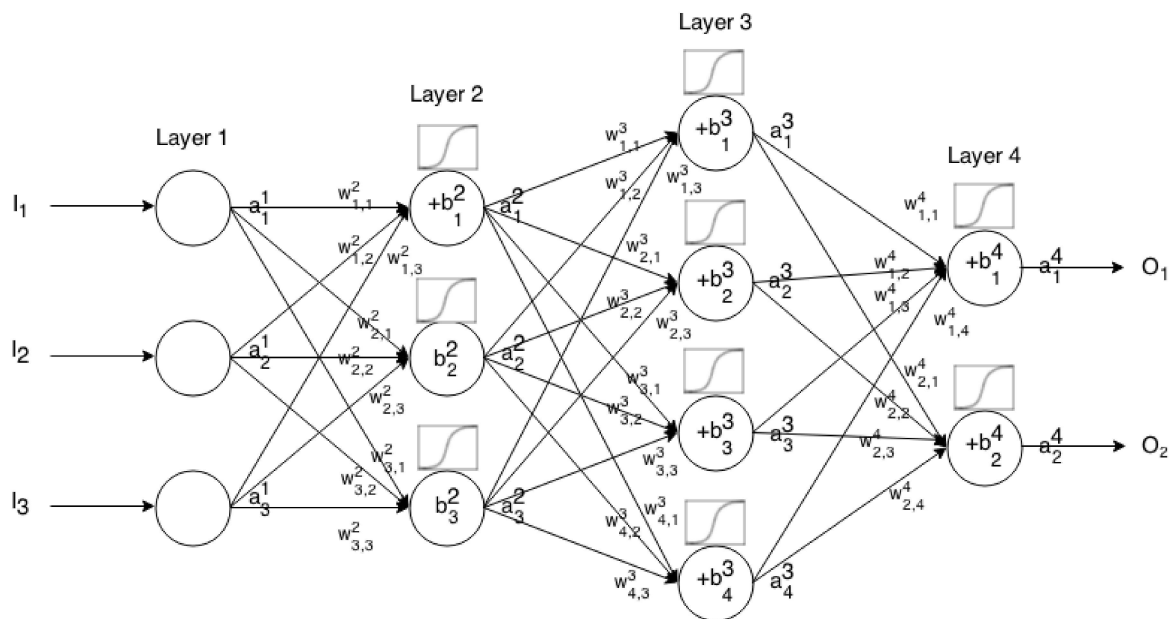 Layer 1
Layer 2
Layer 3
Layer 4
I₁
I₂
I₃
a¹₁
a¹₂
a¹₃
w²₁,₁
w²₁,₂
w²₁,₃
w²₂,₁
w²₂,₂
w²₂,₃
w²₃,₁
w²₃,₂
w²₃,₃
+b²₁
b²₂
b²₃
a²₁
a²₂
a²₃
w³₁,₁
w³₁,₂
w³₁,₃
w³₂,₁
w³₂,₂
w³₂,₃
w³₃,₁
w³₃,₂
w³₃,₃
w³₄,₁
w³₄,₂
w³₄,₃
+b³₁
+b³₂
+b³₃
+b³₄
a³₁
a³₂
a³₃
a³₄
w⁴₁,₁
w⁴₁,₂
w⁴₁,₃
w⁴₁,₄
w⁴₂,₁
w⁴₂,₂
w⁴₂,₃
w⁴₂,₄
+b⁴₁
+b⁴₂
a⁴₁
a⁴₂
O₁
O₂